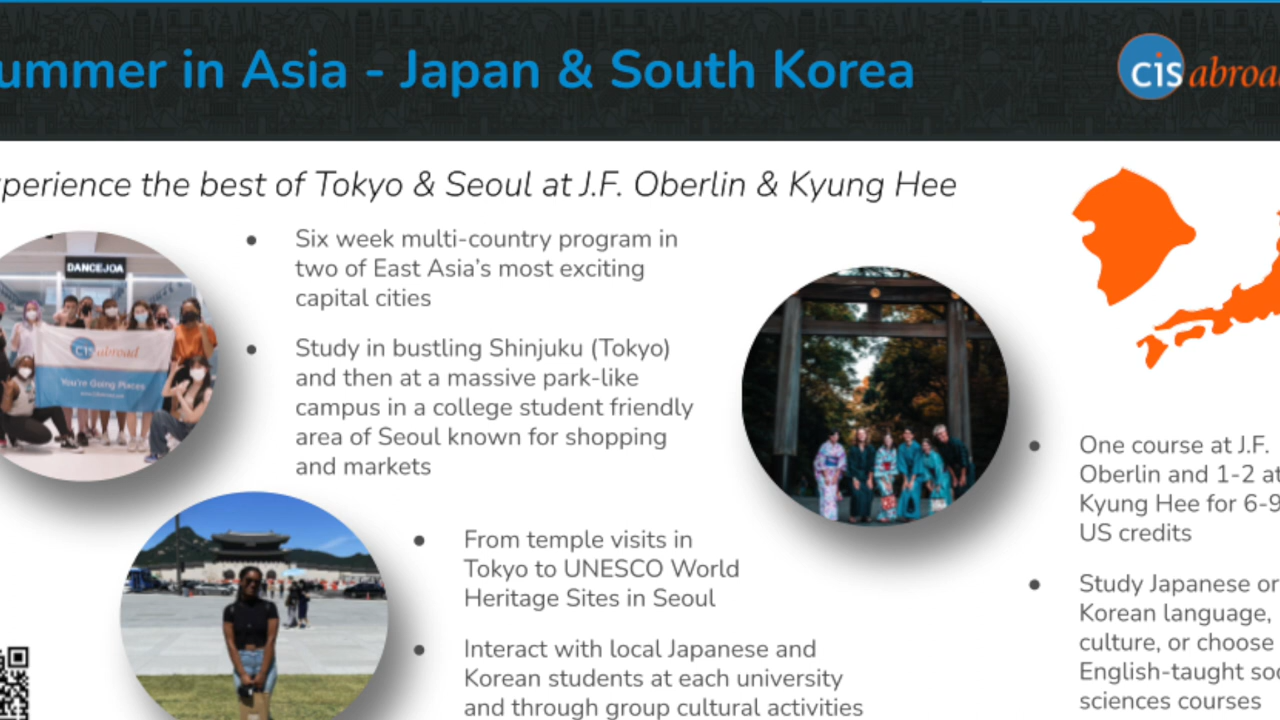 ummer in Asia - Japan & South Korea
cis abroa
xperience the best of Tokyo & Seoul at J.F. Oberlin & Kyung Hee
DANCEJOA
cis abroad
You're Going Places
• Six week multi-country program in
two of East Asia's most exciting
capital cities
• Study in bustling Shinjuku (Tokyo)
and then at a massive park-like
campus in a college student friendly
area of Seoul known for shopping
and markets
• From temple visits in
Tokyo to UNESCO World
Heritage Sites in Seoul
• Interact with local Japanese and
Korean students at each university
and through group cultural activities
• One course at J.F.
Oberlin and 1-2 at
Kyung Hee for 6-9
US credits
• Study Japanese or
Korean language,
culture, or choose
English-taught soc
sciences courses